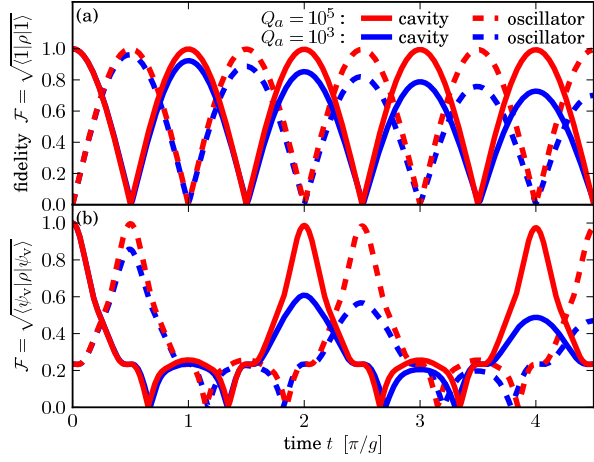 (a)
Q_a = 10^5 : cavity oscillator
Q_a = 10^3 : cavity oscillator
fidelity F = √⟨1|ρ|1⟩
1.0
0.8
0.6
0.4
0.2
0.0
(b)
F = √⟨ψ_v|ρ|ψ_v⟩
1.0
0.8
0.6
0.4
0.2
0.0
0 1 2 3 4
time t [π/g]